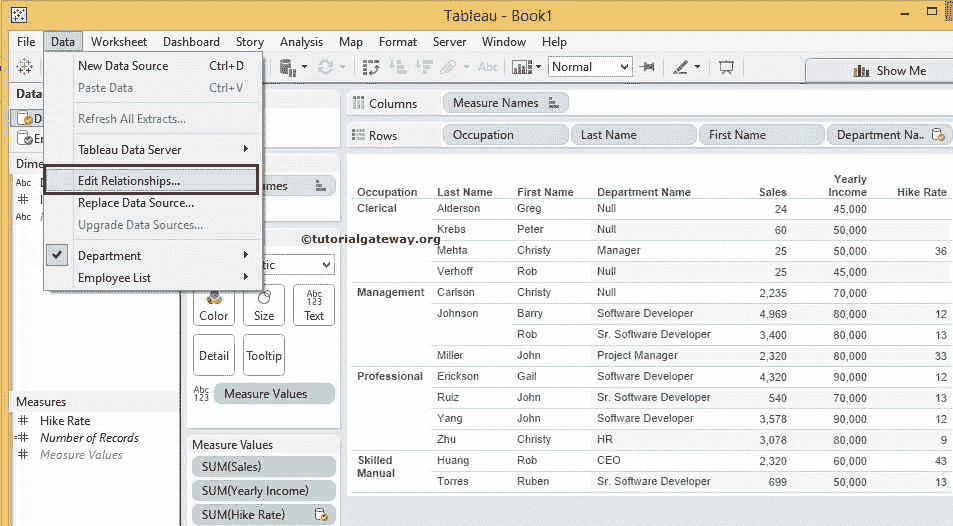 Tableau - Book1
File Data Worksheet Dashboard Story Analysis Map Format Server Window Help
New Data Source Ctrl+D
Paste Data Ctrl+V
Refresh All Extracts...
Tableau Data Server
Edit Relationships...
Replace Data Source...
Upgrade Data Sources...
Department
Employee List
Abc
Normal
Show Me
Data
D
Abc
#
Abc
Columns Measure Names
Rows Occupation Last Name First Name Department Na..
©tutorialgateway.org
Color Size Abc 123 Text
Detail Tooltip
Abc 123 Measure Values
Measures
# Hike Rate
# Number of Records
# Measure Values
Measure Values
SUM(Sales)
SUM(Yearly Income)
SUM(Hike Rate)
Occupation Last Name First Name Department Name Sales Yearly Income Hike Rate
Clerical Alderson Greg Null 24 45,000
Krebs Peter Null 60 50,000
Mehta Christy Manager 25 50,000 36
Verhoff Rob Null 25 45,000
Management Carlson Christy Null 2,235 70,000
Johnson Barry Software Developer 4,969 80,000 12
Rob Sr. Software Developer 3,400 80,000 13
Miller John Project Manager 2,320 80,000 33
Professional Erickson Gail Software Developer 4,320 90,000 12
Ruiz John Sr. Software Developer 540 70,000 13
Yang John Software Developer 3,578 90,000 12
Zhu Christy HR 3,078 80,000 9
Skilled Manual Huang Rob CEO 2,320 60,000 43
Torres Ruben Sr. Software Developer 699 50,000 13